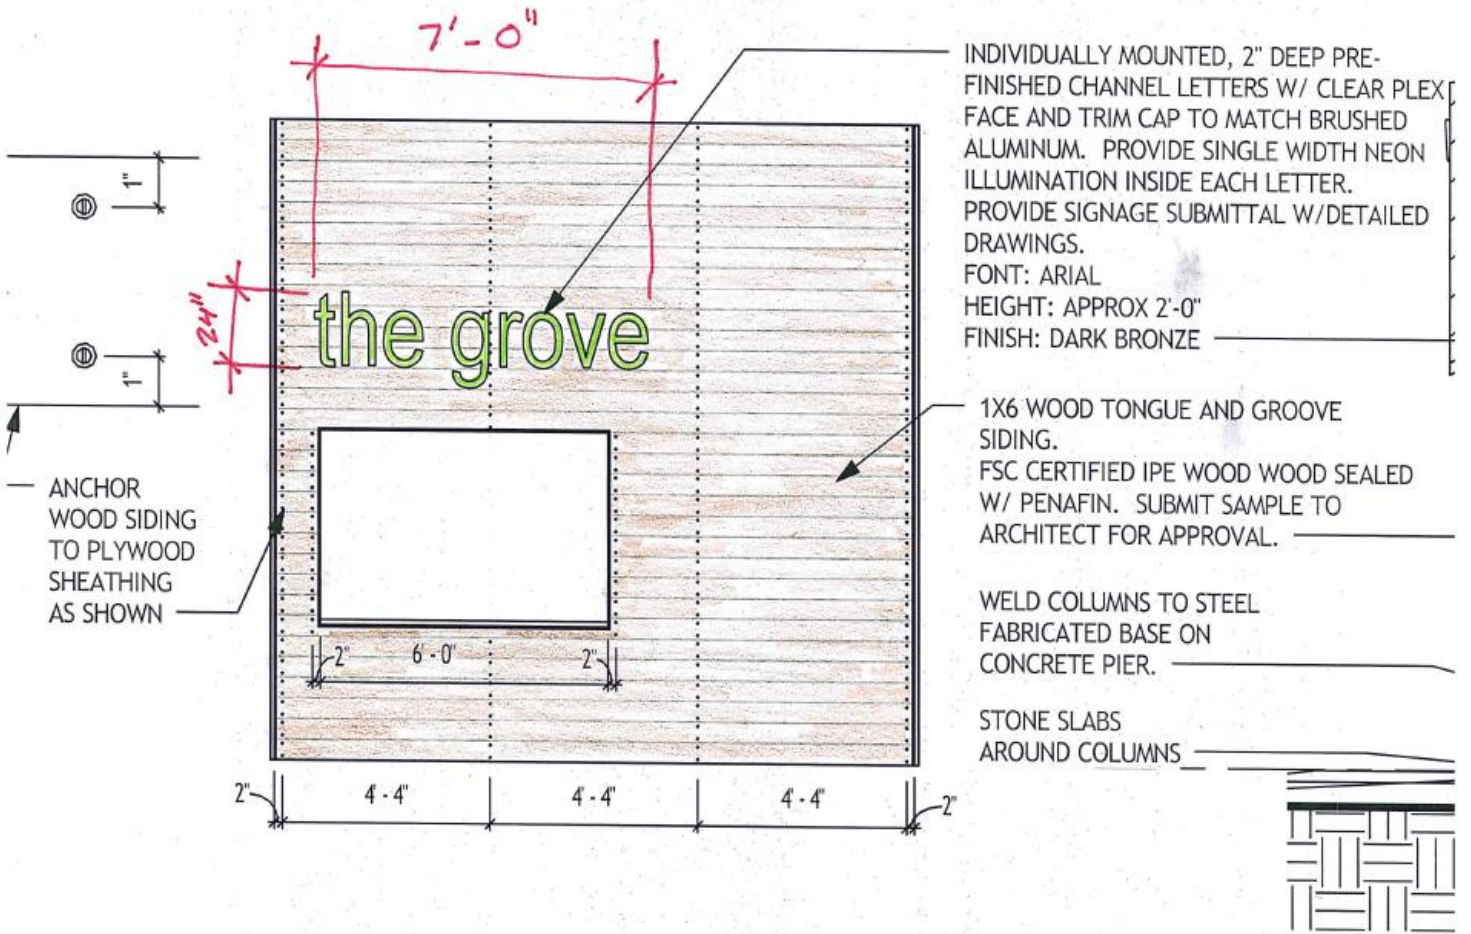 7'-0"
INDIVIDUALLY MOUNTED, 2" DEEP PRE-
FINISHED CHANNEL LETTERS W/ CLEAR PLEX
FACE AND TRIM CAP TO MATCH BRUSHED
ALUMINUM. PROVIDE SINGLE WIDTH NEON
ILLUMINATION INSIDE EACH LETTER.
PROVIDE SIGNAGE SUBMITTAL W/DETAILED
DRAWINGS.
FONT: ARIAL
HEIGHT: APPROX 2'-0"
FINISH: DARK BRONZE
1"
1"
24"
the grove
1X6 WOOD TONGUE AND GROOVE
SIDING.
FSC CERTIFIED IPE WOOD WOOD SEALED
W/ PENAFIN. SUBMIT SAMPLE TO
ARCHITECT FOR APPROVAL.
ANCHOR
WOOD SIDING
TO PLYWOOD
SHEATHING
AS SHOWN
WELD COLUMNS TO STEEL
FABRICATED BASE ON
CONCRETE PIER.
2" 6'-0" 2"
STONE SLABS
AROUND COLUMNS
2" 4'-4" 4'-4" 4'-4" 2"